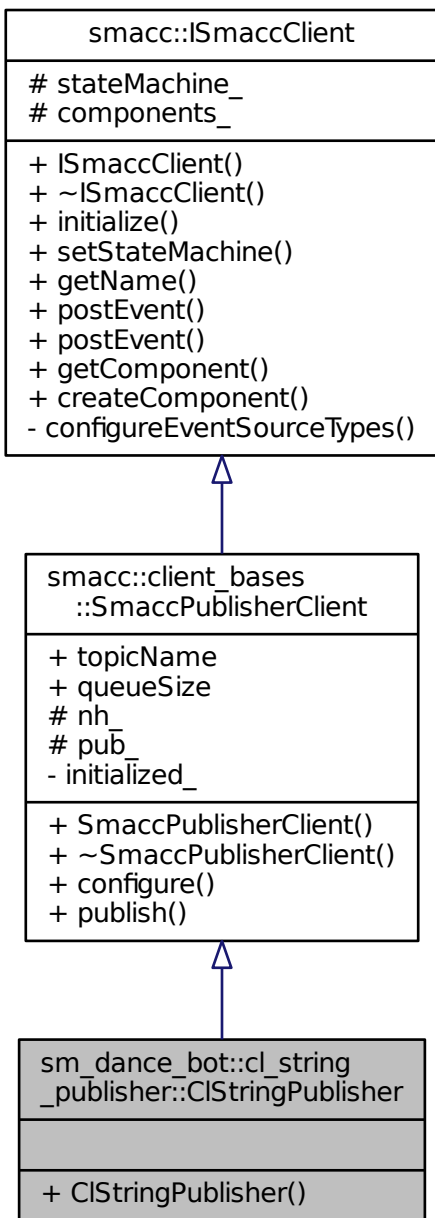 smacc::ISmaccClient
# stateMachine_
# components_
+ ISmaccClient()
+ ~ISmaccClient()
+ initialize()
+ setStateMachine()
+ getName()
+ postEvent()
+ postEvent()
+ getComponent()
+ createComponent()
- configureEventSourceTypes()
smacc::client_bases
::SmaccPublisherClient
+ topicName
+ queueSize
# nh_
# pub_
- initialized_
+ SmaccPublisherClient()
+ ~SmaccPublisherClient()
+ configure()
+ publish()
sm_dance_bot::cl_string
_publisher::ClStringPublisher
+ ClStringPublisher()